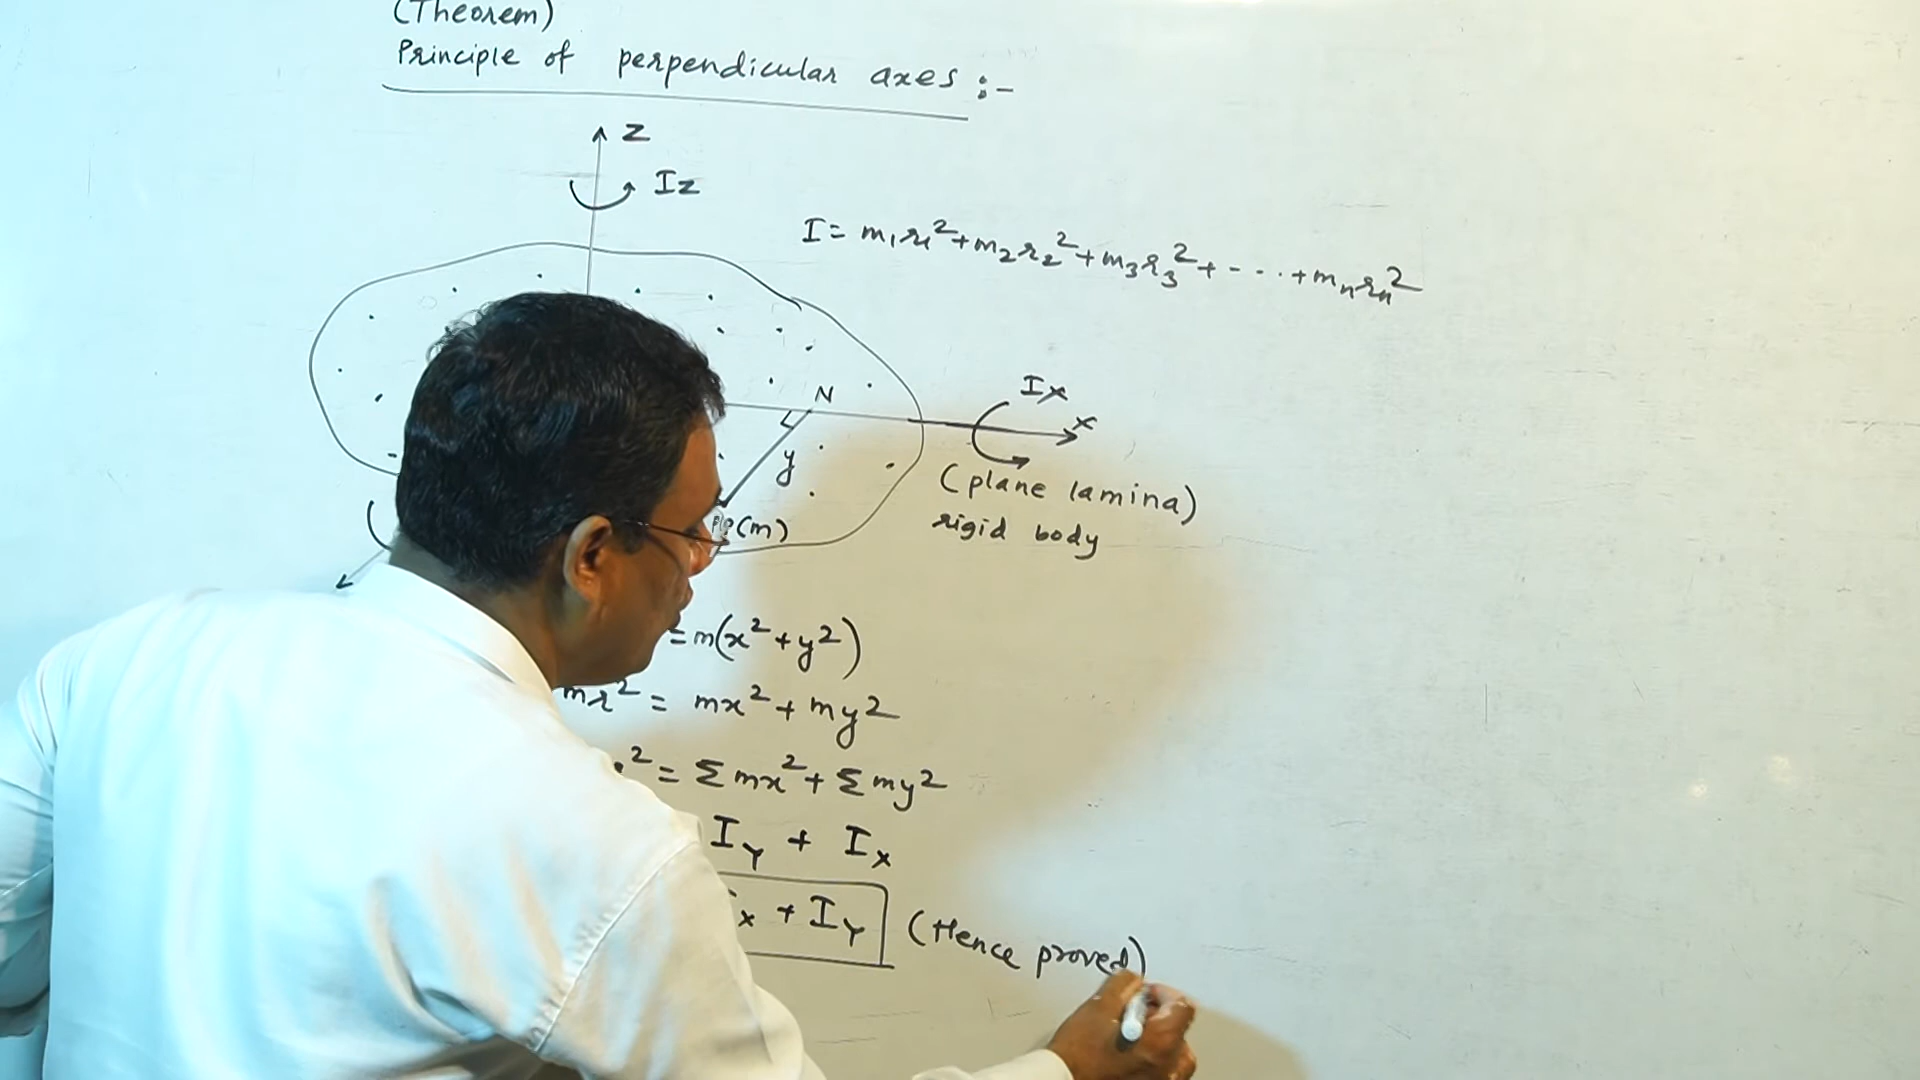 (Theorem)
Principle of perpendicular axes :-
Z
Iz
I = m₁r₁² + m₂r₂² + m₃r₃² + - - - . + mₙrₙ²
Ix
x
N
y
(plane lamina)
rigid body
(m)
= m(x² + y²)
mr² = mx² + my²
² = Σmx² + Σmy²
I_Y + I_X
x + I_Y (Hence proved)